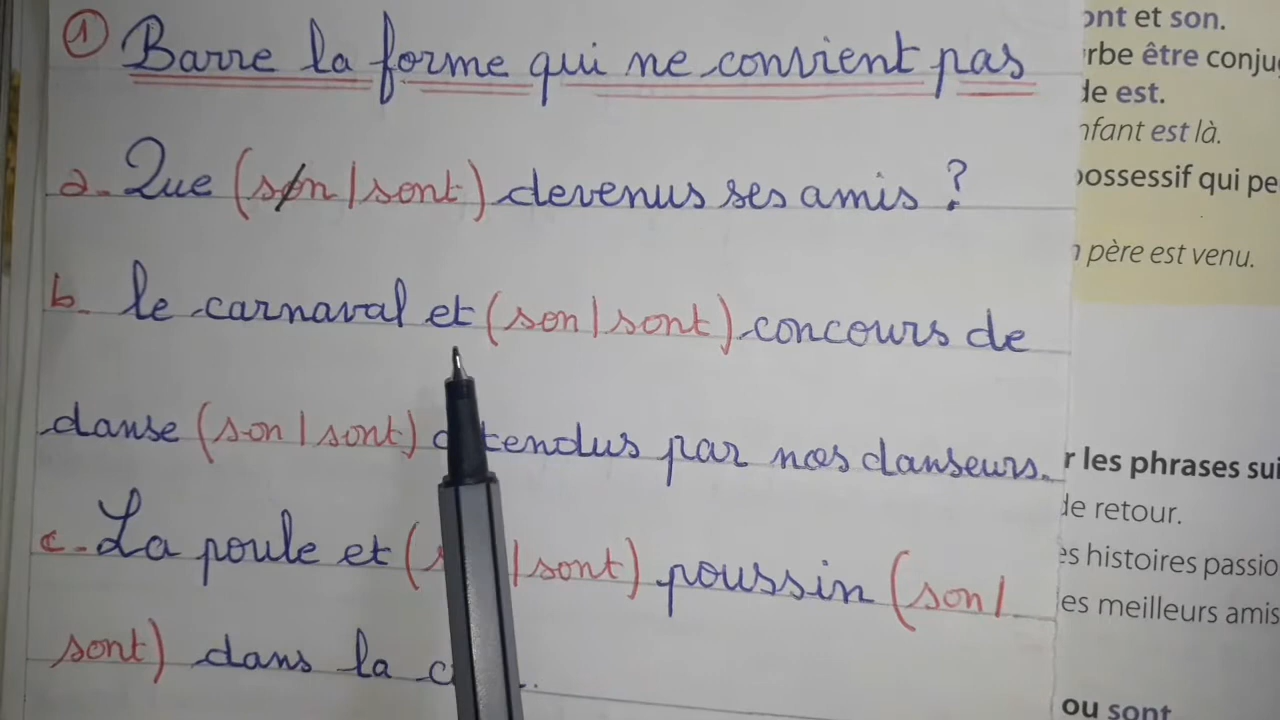 ① Barre la forme qui ne convient pas
a. Que (son / sont) devenus ses amis ?
b. le carnaval et (son / sont) concours de
danse (son / sont) par nos danseurs.
c. La poule et ( / sont) poussin (son /
sont) dans la
ont et son.
rbe être conju
de est.
nfant est là.
possessif qui pe
père est venu.
r les phrases sui
de retour.
es histoires passio
es meilleurs amis
ou sont